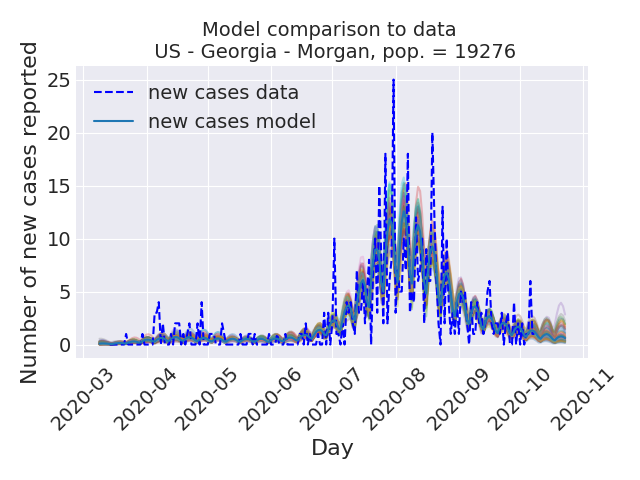 Model comparison to data
US - Georgia - Morgan, pop. = 19276
Number of new cases reported
25
20
15
10
5
0
new cases data
new cases model
2020-03
2020-04
2020-05
2020-06
2020-07
2020-08
2020-09
2020-10
2020-11
Day